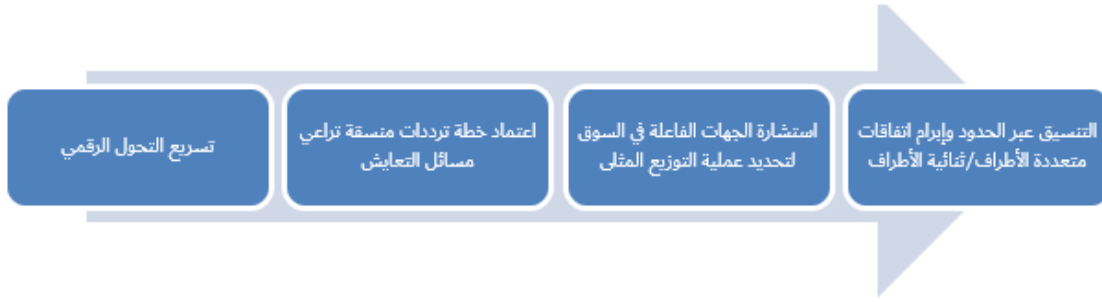 تسريع التحول الرقمي
اعتماد خطة ترددات منسقة تراعي
مسائل التعايش
استشارة الجهات الفاعلة في السوق
لتحديد عملية التوزيع المثلى
التنسيق عبر الحدود وإبرام اتفاقات
متعددة الأطراف/ثنائية الأطراف